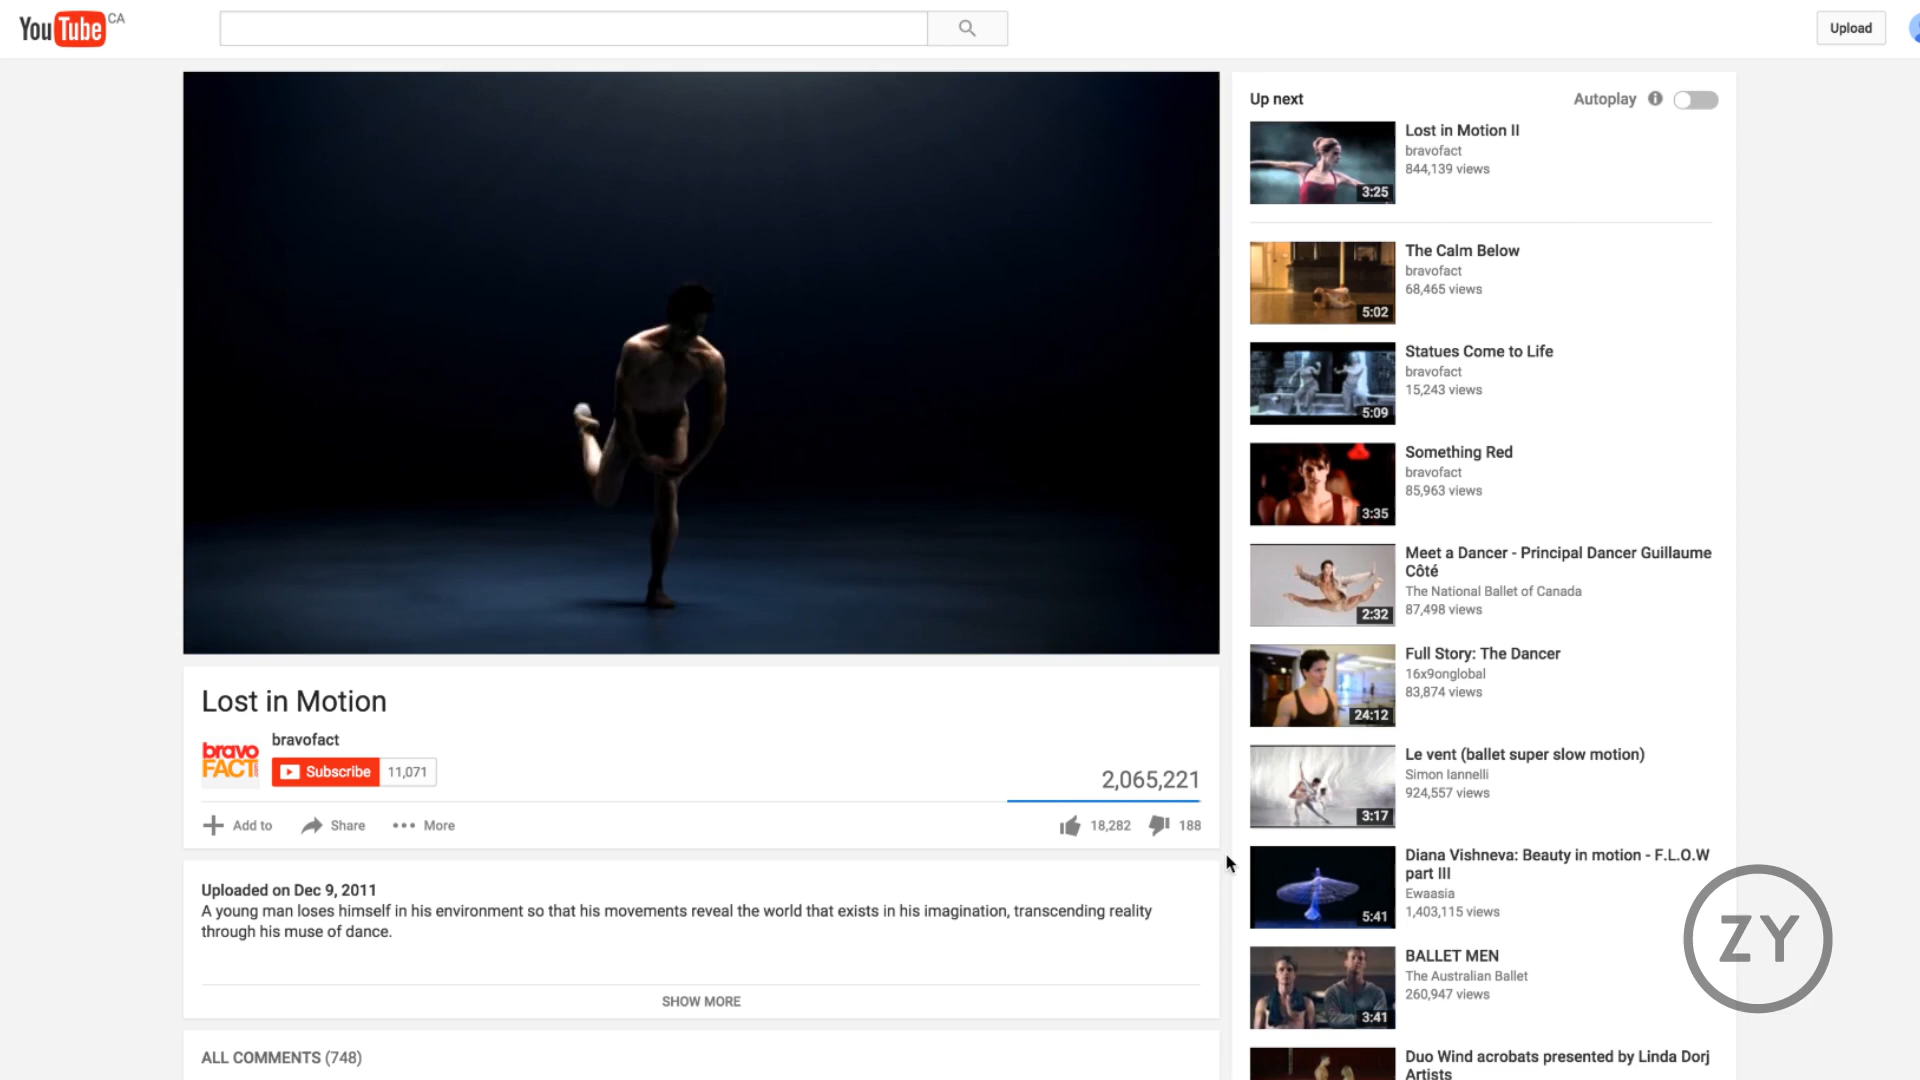 YouTube CA
Upload
Up next
Autoplay
Lost in Motion II
bravofact
844,139 views
3:25
The Calm Below
bravofact
68,465 views
5:02
Statues Come to Life
bravofact
15,243 views
5:09
Something Red
bravofact
85,963 views
3:35
Meet a Dancer - Principal Dancer Guillaume
Côté
The National Ballet of Canada
87,498 views
2:32
Full Story: The Dancer
16x9onglobal
83,874 views
24:12
Le vent (ballet super slow motion)
Simon Iannelli
924,557 views
3:17
Diana Vishneva: Beauty in motion - F.L.O.W
part III
Ewaasia
1,403,115 views
5:41
BALLET MEN
The Australian Ballet
260,947 views
3:41
Duo Wind acrobats presented by Linda Dorj
Artists
Lost in Motion
bravo
FACT
bravofact
Subscribe 11,071
2,065,221
Add to Share More
18,282 188
Uploaded on Dec 9, 2011
A young man loses himself in his environment so that his movements reveal the world that exists in his imagination, transcending reality
through his muse of dance.
SHOW MORE
ALL COMMENTS (748)
ZY